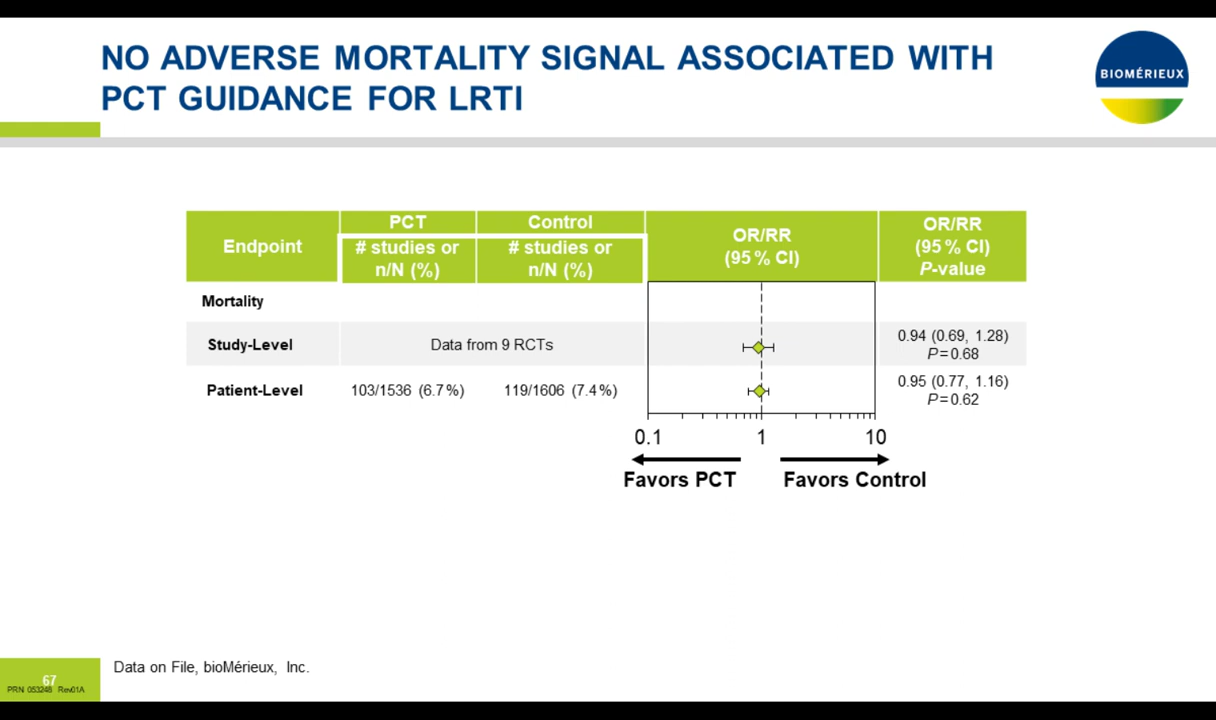 NO ADVERSE MORTALITY SIGNAL ASSOCIATED WITH
PCT GUIDANCE FOR LRTI
BIOMÉRIEUX
Endpoint
PCT
# studies or
n/N (%)
Control
# studies or
n/N (%)
OR/RR
(95 % CI)
OR/RR
(95 % CI)
P-value
Mortality
Study-Level
Data from 9 RCTs
0.94 (0.69, 1.28)
P=0.68
Patient-Level
103/1536 (6.7%)
119/1606 (7.4%)
0.95 (0.77, 1.16)
P=0.62
0.1
1
10
Favors PCT
Favors Control
Data on File, bioMérieux, Inc.
67
PRN 053248 Rev01A